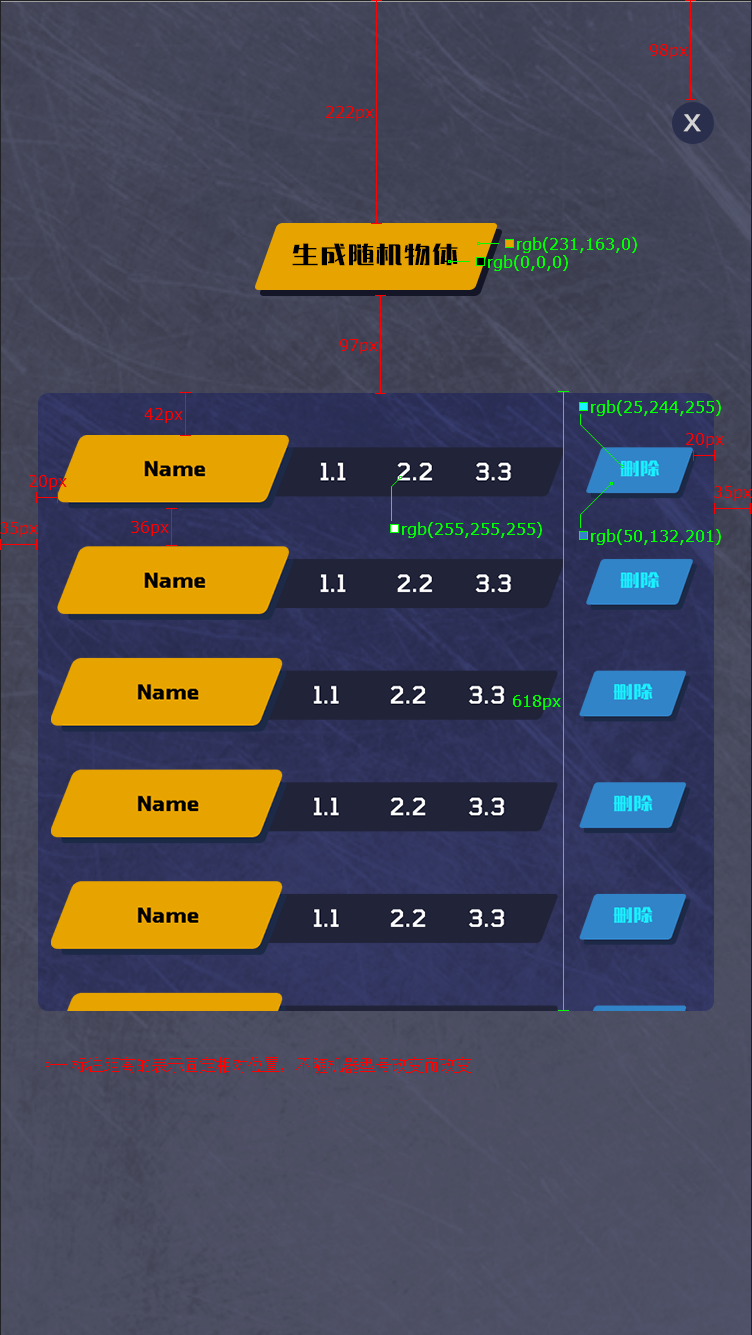 98px
222px
X
生成随机物体
rgb(231,163,0)
rgb(0,0,0)
97px
42px
rgb(25,244,255)
20px
Name 1.1 2.2 3.3 删除
20px
35px
35px
36px
rgb(255,255,255)
rgb(50,132,201)
Name 1.1 2.2 3.3 删除
Name 1.1 2.2 3.3 删除
618px
Name 1.1 2.2 3.3 删除
Name 1.1 2.2 3.3 删除